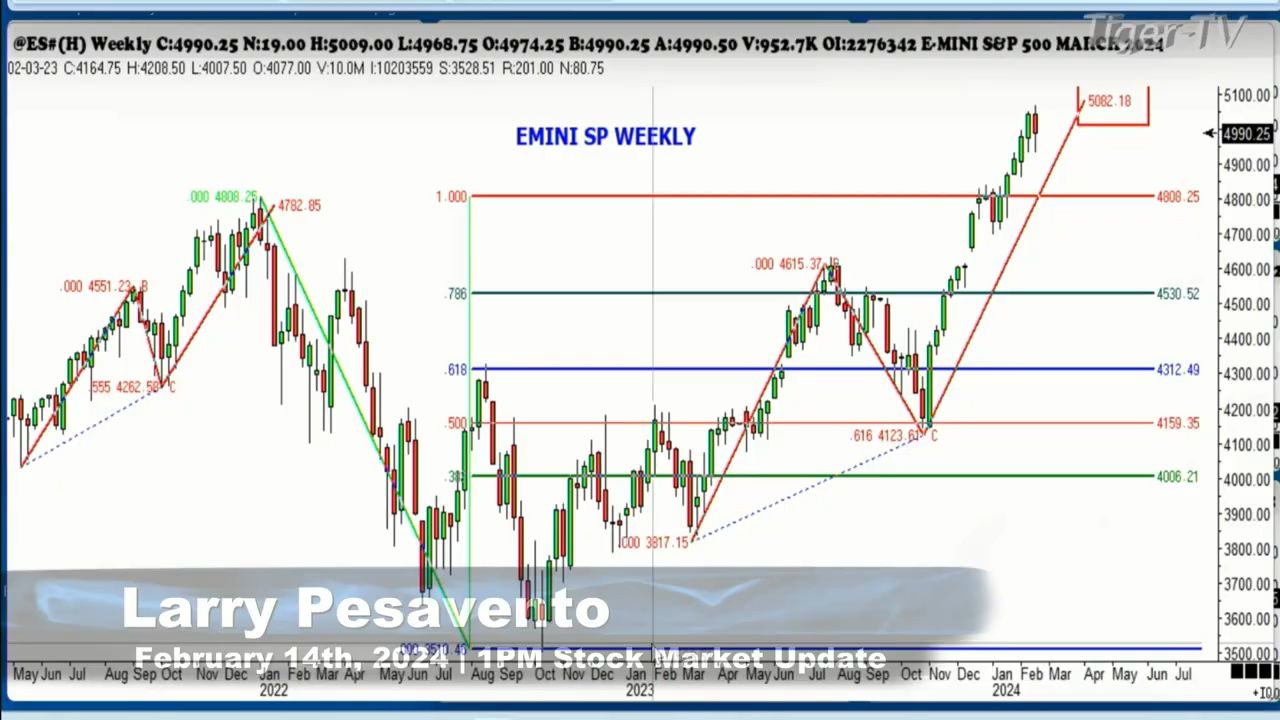 Tiger-TV
@ES#(H) Weekly C:4990.25 N:19.00 H:5009.00 L:4968.75 O:4974.25 B:4990.25 A:4990.50 V:952.7K OI:2276342 E-MINI S&P 500 MARCH 2024
02-03-23 C:4164.75 H:4208.50 L:4007.50 O:4077.00 V:10.0M I:10203559 S:3528.51 R:201.00 N:80.75
5100.00
5082.18
EMINI SP WEEKLY
4990.25
4900.00
.000 4808.25
4782.85
1.000
4808.25
4800.00
4700.00
.000 4615.37 B
4600.00
.000 4551.23 B
.786
4530.52
4500.00
4400.00
.618
4312.49
4300.00
.555 4262.58 C
4200.00
.500
4159.35
.616 4123.61 C
4100.00
4006.21
4000.00
3900.00
3817.15
3800.00
3700.00
Larry Pesavento
3600.00
February 14th, 2024 | 1PM Stock Market Update
3500.00
May Jun Jul Aug Sep Oct Nov Dec Feb Mar Apr May Jun Jul Aug Sep Oct Nov Dec Feb Mar Apr May Jun Jul Aug Sep Oct Nov Dec Jan Feb Mar Apr May Jun Jul
2022 2023 2024